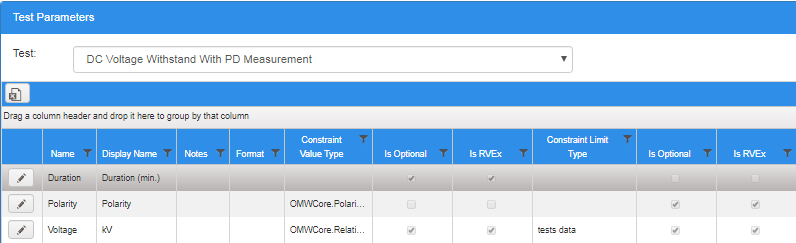 Test Parameters
Test: DC Voltage Withstand With PD Measurement
Drag a column header and drop it here to group by that column
Name Display Name Notes Format Constraint Value Type Is Optional Is RVEx Constraint Limit Type Is Optional Is RVEx
Duration Duration (min.)
Polarity Polarity OMWCore.Polari...
Voltage kV OMWCore.Relati... tests data